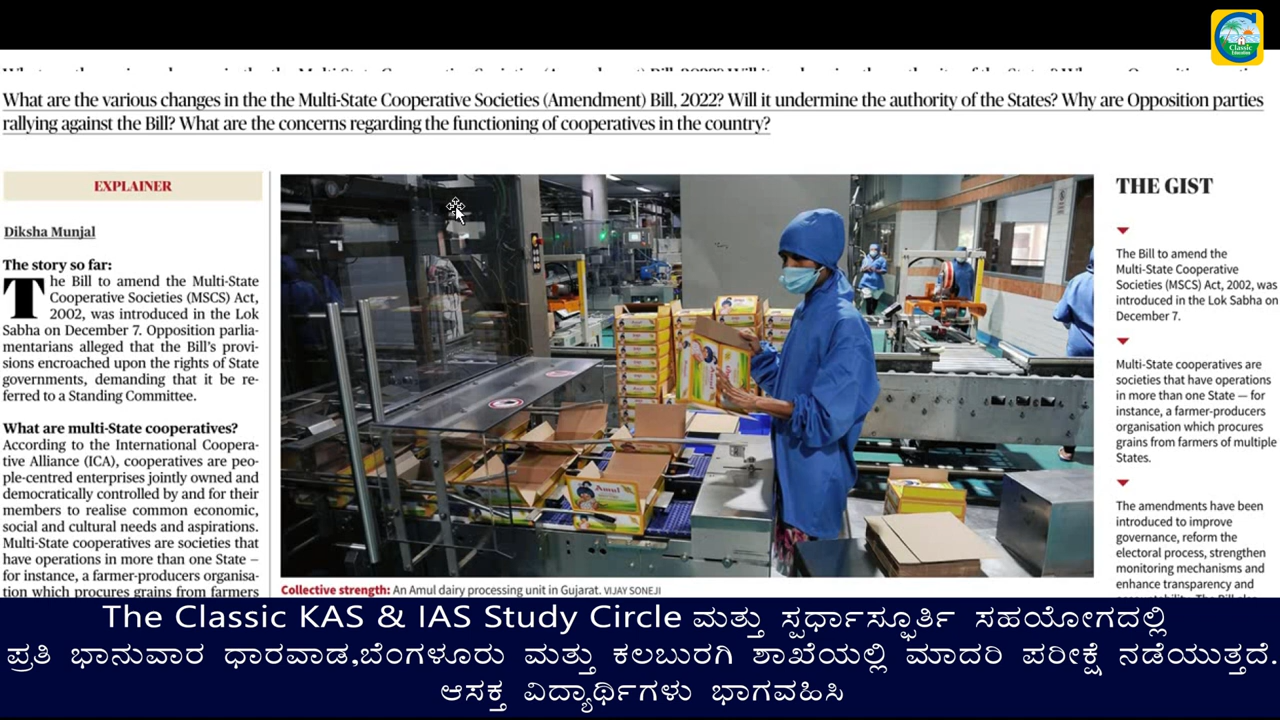 What are the various changes in the the Multi-State Cooperative Societies (Amendment) Bill, 2022? Will it undermine the authority of the States? Why are Opposition parties
rallying against the Bill? What are the concerns regarding the functioning of cooperatives in the country?
EXPLAINER
Diksha Munjal
The story so far:
The Bill to amend the Multi-State
Cooperative Societies (MSCS) Act,
2002, was introduced in the Lok
Sabha on December 7. Opposition parlia-
mentarians alleged that the Bill's provi-
sions encroached upon the rights of State
governments, demanding that it be re-
ferred to a Standing Committee.
What are multi-State cooperatives?
According to the International Coopera-
tive Alliance (ICA), cooperatives are peo-
ple-centred enterprises jointly owned and
democratically controlled by and for their
members to realise common economic,
social and cultural needs and aspirations.
Multi-State cooperatives are societies that
have operations in more than one State –
for instance, a farmer-producers organisa-
tion which procures grains from farmers
Amul
Collective strength: An Amul dairy processing unit in Gujarat. VIJAY SONEJI
THE GIST
The Bill to amend the
Multi-State Cooperative
Societies (MSCS) Act, 2002, was
introduced in the Lok Sabha on
December 7.
Multi-State cooperatives are
societies that have operations
in more than one State — for
instance, a farmer-producers
organisation which procures
grains from farmers of multiple
States.
The amendments have been
introduced to improve
governance, reform the
electoral process, strengthen
monitoring mechanisms and
enhance transparency and
Classic
Education
The Classic KAS & IAS Study Circle ಮತ್ತು ಸ್ಪರ್ಧಾಸ್ಫೂರ್ತಿ ಸಹಯೋಗದಲ್ಲಿ
ಪ್ರತಿ ಭಾನುವಾರ ಧಾರವಾಡ,ಬೆಂಗಳೂರು ಮತ್ತು ಕಲಬುರಗಿ ಶಾಖೆಯಲ್ಲಿ ಮಾದರಿ ಪರೀಕ್ಷೆ ನಡೆಯುತ್ತದೆ.
ಆಸಕ್ತ ವಿದ್ಯಾರ್ಥಿಗಳು ಭಾಗವಹಿಸಿ